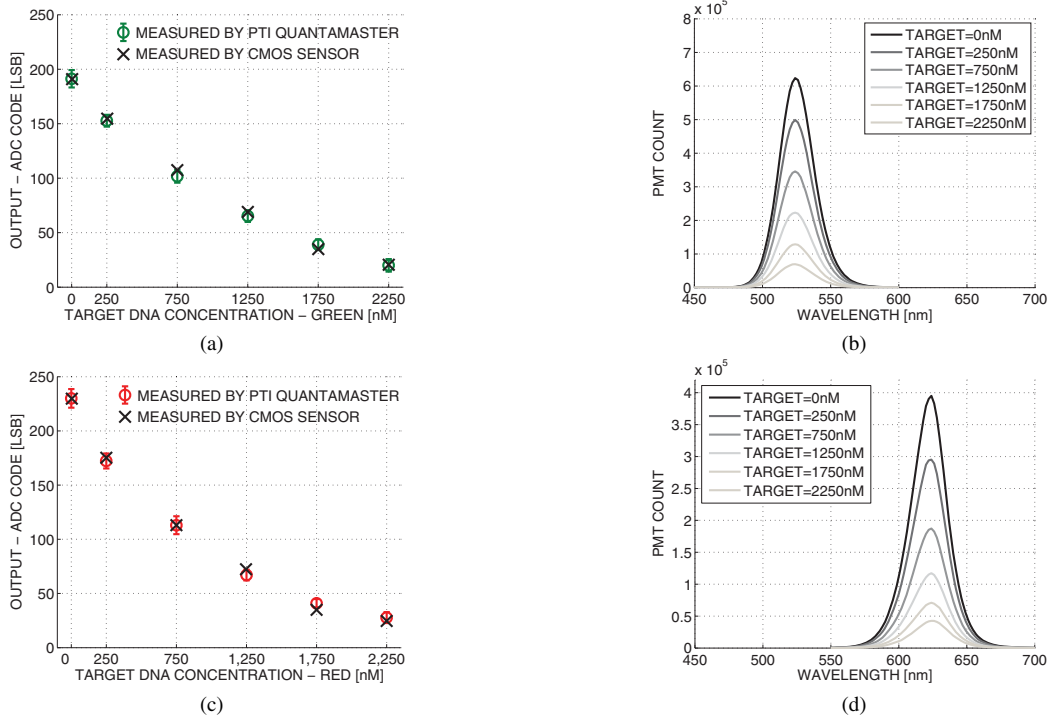 MEASURED BY PTI QUANTAMASTER
MEASURED BY CMOS SENSOR
250
200
150
100
50
0
OUTPUT – ADC CODE [LSB]
0 250 750 1250 1750 2250
TARGET DNA CONCENTRATION – GREEN [nM]
(a)
x 10^5
8
7
6
5
4
3
2
1
0
PMT COUNT
TARGET=0nM
TARGET=250nM
TARGET=750nM
TARGET=1250nM
TARGET=1750nM
TARGET=2250nM
450 500 550 600 650 700
WAVELENGTH [nm]
(b)
MEASURED BY PTI QUANTAMASTER
MEASURED BY CMOS SENSOR
250
200
150
100
50
0
OUTPUT – ADC CODE [LSB]
0 250 750 1,250 1,750 2,250
TARGET DNA CONCENTRATION – RED [nM]
(c)
x 10^5
4
3.5
3
2.5
2
1.5
1
0.5
0
PMT COUNT
TARGET=0nM
TARGET=250nM
TARGET=750nM
TARGET=1250nM
TARGET=1750nM
TARGET=2250nM
450 500 550 600 650 700
WAVELENGTH [nm]
(d)